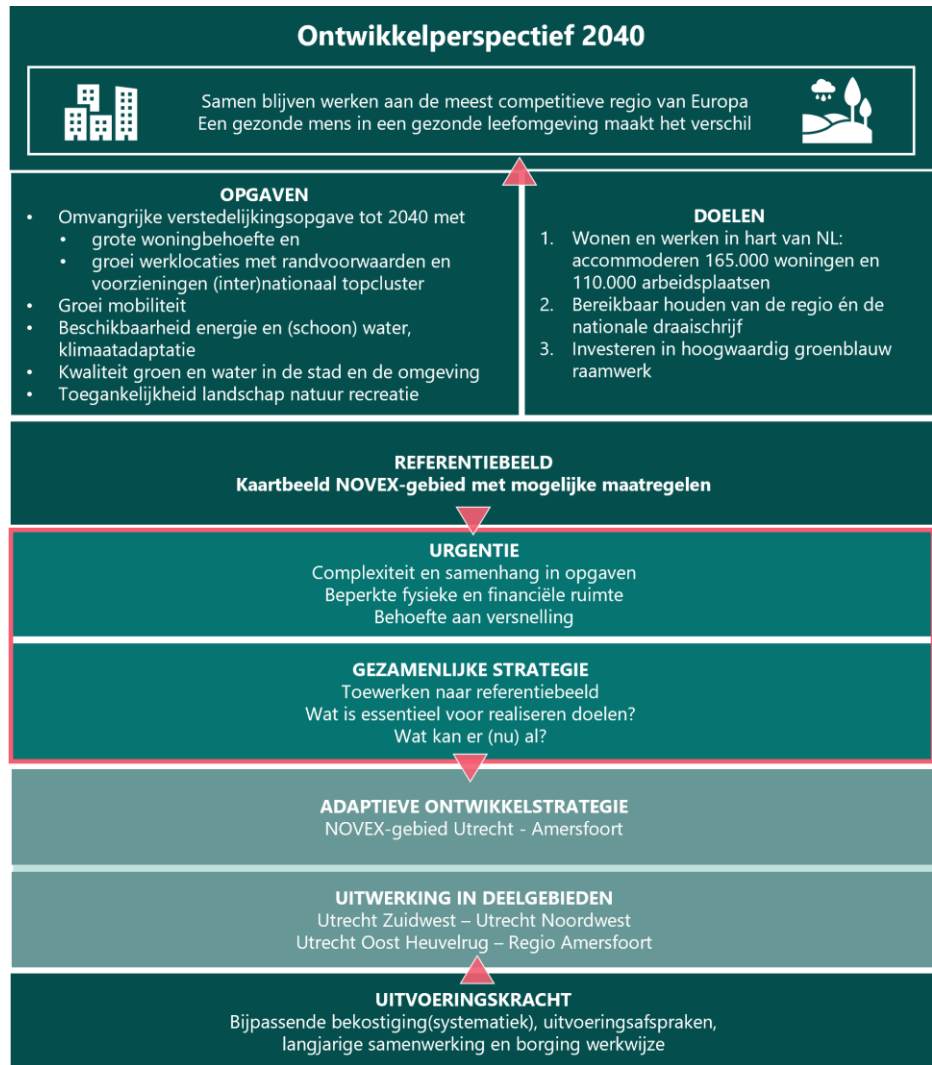 Ontwikkelperspectief 2040
Samen blijven werken aan de meest competitieve regio van Europa
Een gezonde mens in een gezonde leefomgeving maakt het verschil
OPGAVEN
• Omvangrijke verstedelijkingsopgave tot 2040 met
• grote woningbehoefte en
• groei werklocaties met randvoorwaarden en
voorzieningen (inter)nationaal topcluster
• Groei mobiliteit
• Beschikbaarheid energie en (schoon) water,
klimaatadaptatie
• Kwaliteit groen en water in de stad en de omgeving
• Toegankelijkheid landschap natuur recreatie
DOELEN
1. Wonen en werken in hart van NL:
accommoderen 165.000 woningen en
110.000 arbeidsplaatsen
2. Bereikbaar houden van de regio én de
nationale draaischrijf
3. Investeren in hoogwaardig groenblauw
raamwerk
REFERENTIEBEELD
Kaartbeeld NOVEX-gebied met mogelijke maatregelen
URGENTIE
Complexiteit en samenhang in opgaven
Beperkte fysieke en financiële ruimte
Behoefte aan versnelling
GEZAMENLIJKE STRATEGIE
Toewerken naar referentiebeeld
Wat is essentieel voor realiseren doelen?
Wat kan er (nu) al?
ADAPTIEVE ONTWIKKELSTRATEGIE
NOVEX-gebied Utrecht - Amersfoort
UITWERKING IN DEELGEBIEDEN
Utrecht Zuidwest – Utrecht Noordwest
Utrecht Oost Heuvelrug – Regio Amersfoort
UITVOERINGSKRACHT
Bijpassende bekostiging(systematiek), uitvoeringsafspraken,
langjarige samenwerking en borging werkwijze